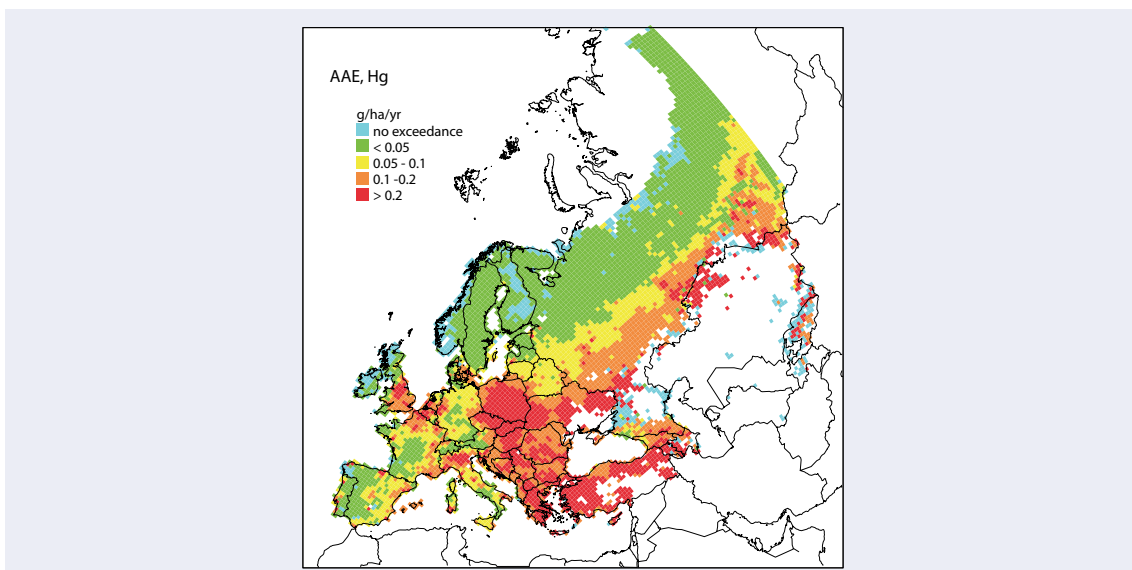 AAE, Hg
g/ha/yr
no exceedance
< 0.05
0.05 - 0.1
0.1 -0.2
> 0.2